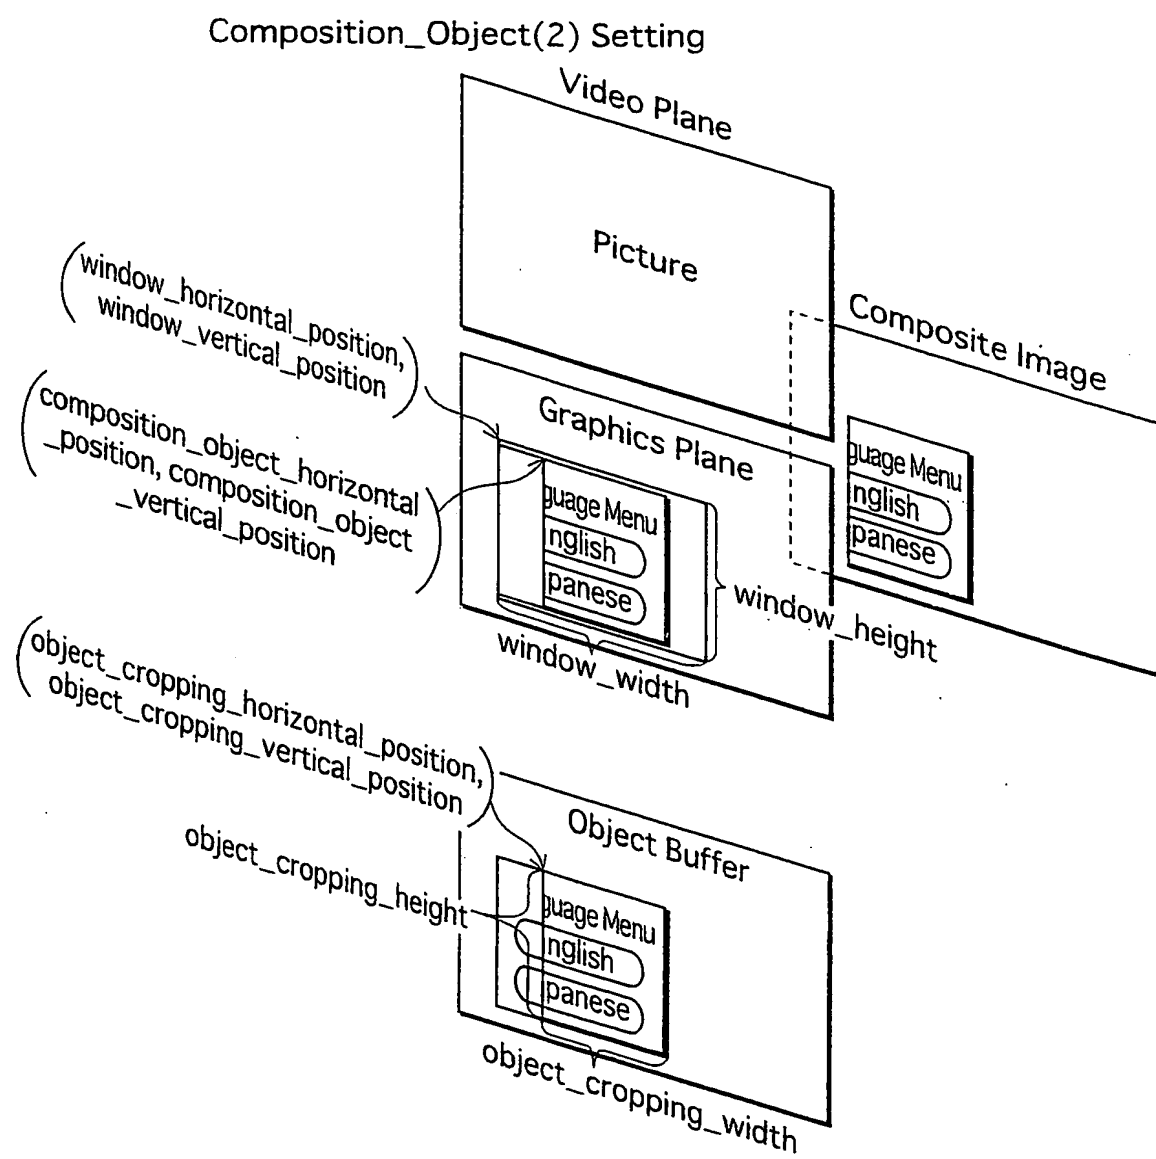 Composition_Object(2) Setting
Video Plane
Picture
(window_horizontal_position,
window_vertical_position)
Composite Image
guage Menu
nglish
panese
(composition_object_horizontal
_position, composition_object
_vertical_position)
Graphics Plane
guage Menu
nglish
panese
window_height
window_width
(object_cropping_horizontal_position,
object_cropping_vertical_position)
Object Buffer
object_cropping_height
guage Menu
nglish
panese
object_cropping_width